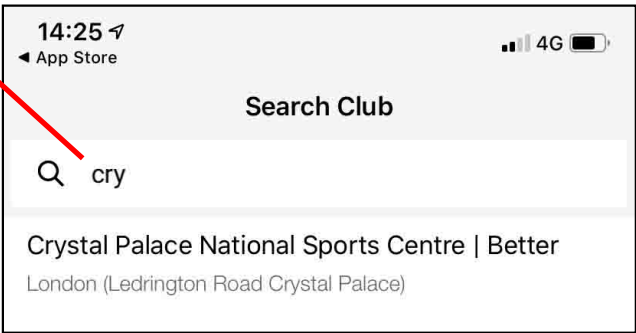 14:25
◀ App Store
4G
Search Club
cry
Crystal Palace National Sports Centre | Better
London (Ledrington Road Crystal Palace)